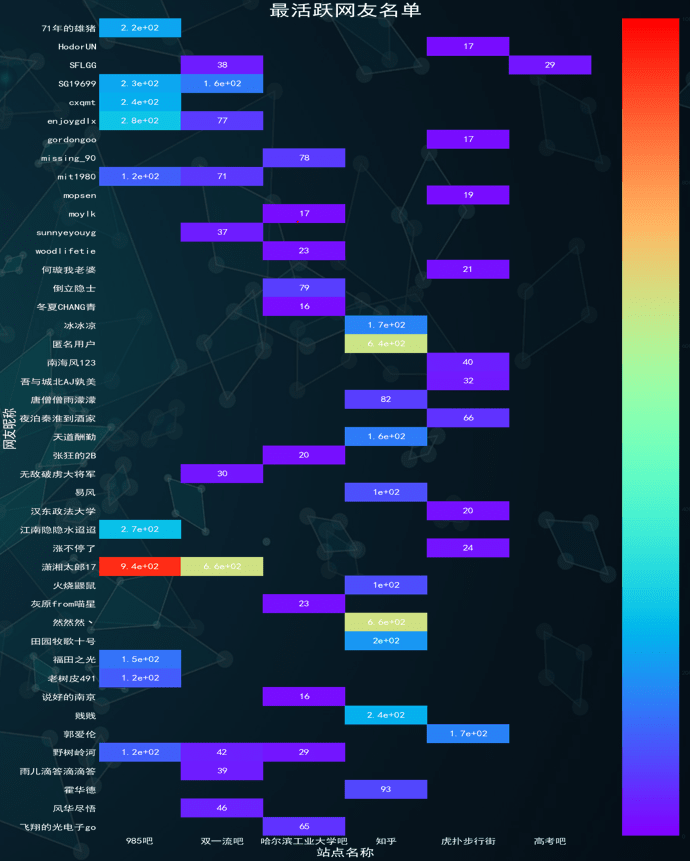 最活跃网友名单
71年的雄猪 2.2e+02
HodorUN 17
SFLGG 38 29
SG19699 2.3e+02 1.6e+02
cxqmt 2.4e+02
enjoygdlx 2.8e+02 77
gordongoo 17
missing_90 78
mit1980 1.2e+02 71
mopsen 19
moylk 17
sunnyeyouyg 37
woodlifetie 23
何璇我老婆 21
倒立隐士 79
冬夏CHANG青 16
冰冰凉 1.7e+02
匿名用户 6.4e+02
南海风123 40
吾与城北AJ孰美 32
唐僧僧雨濛濛 82
夜泊秦淮到酒家 66
天道酬勤 1.6e+02
张狂的2B 20
无敌破虏大将军 30
易风 1e+02
汉东政法大学 20
江南隐隐水迢迢 2.7e+02
涨不停了 24
潇湘太郎17 9.4e+02 6.6e+02
火烧鼹鼠 1e+02
灰原from喵星 23
然然然丶 6.6e+02
田园牧歌十号 2e+02
福田之光 1.5e+02
老树皮491 1.2e+02
说好的南京 16
贱贱 2.4e+02
郭爱伦 1.7e+02
野树岭河 1.2e+02 42 29
雨儿滴答滴滴答 39
霍华德 93
风华尽悟 46
飞翔的光电子go 65
网友昵称
985吧 双一流吧 哈尔滨工业大学吧 知乎 虎扑步行街 高考吧
站点名称